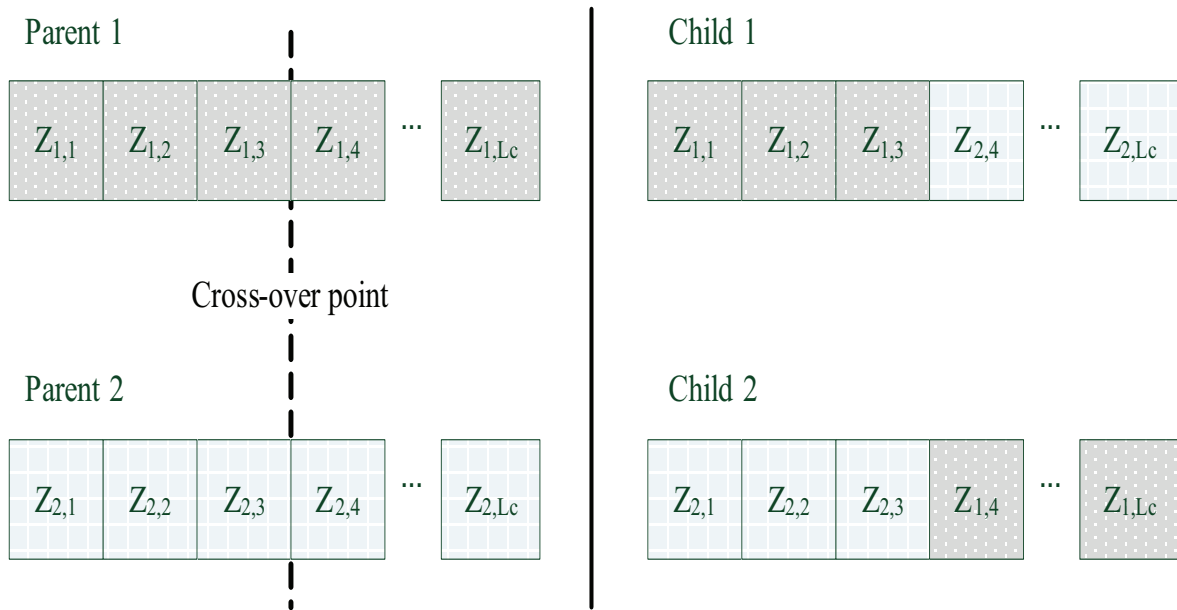 Parent 1
Z1,1 Z1,2 Z1,3 Z1,4 ... Z1,Lc
Cross-over point
Parent 2
Z2,1 Z2,2 Z2,3 Z2,4 ... Z2,Lc
Child 1
Z1,1 Z1,2 Z1,3 Z2,4 ... Z2,Lc
Child 2
Z2,1 Z2,2 Z2,3 Z1,4 ... Z1,Lc